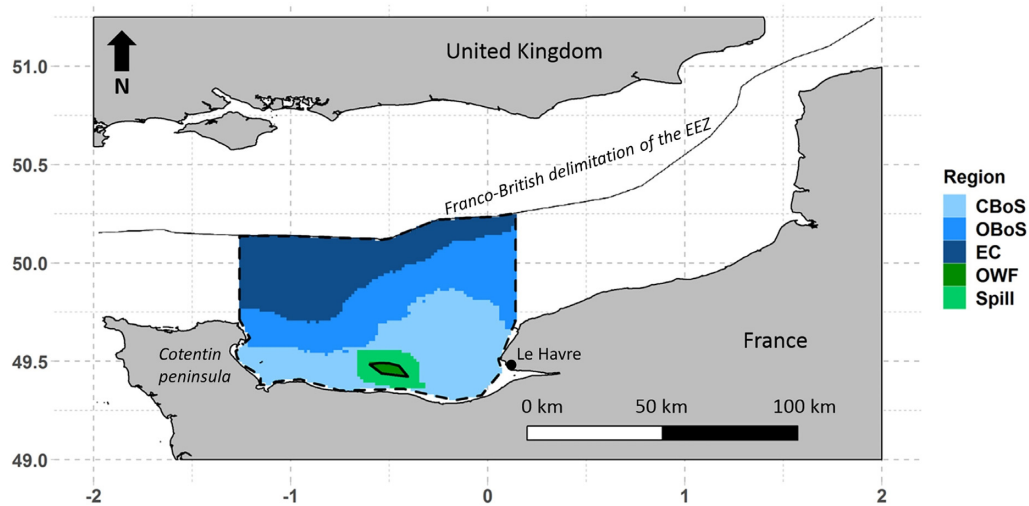 United Kingdom
N
51.0
50.5
50.0
49.5
49.0
Franco-British delimitation of the EEZ
Cotentin
peninsula
Le Havre
France
0 km 50 km 100 km
-2 -1 0 1 2
Region
CBoS
OBoS
EC
OWF
Spill